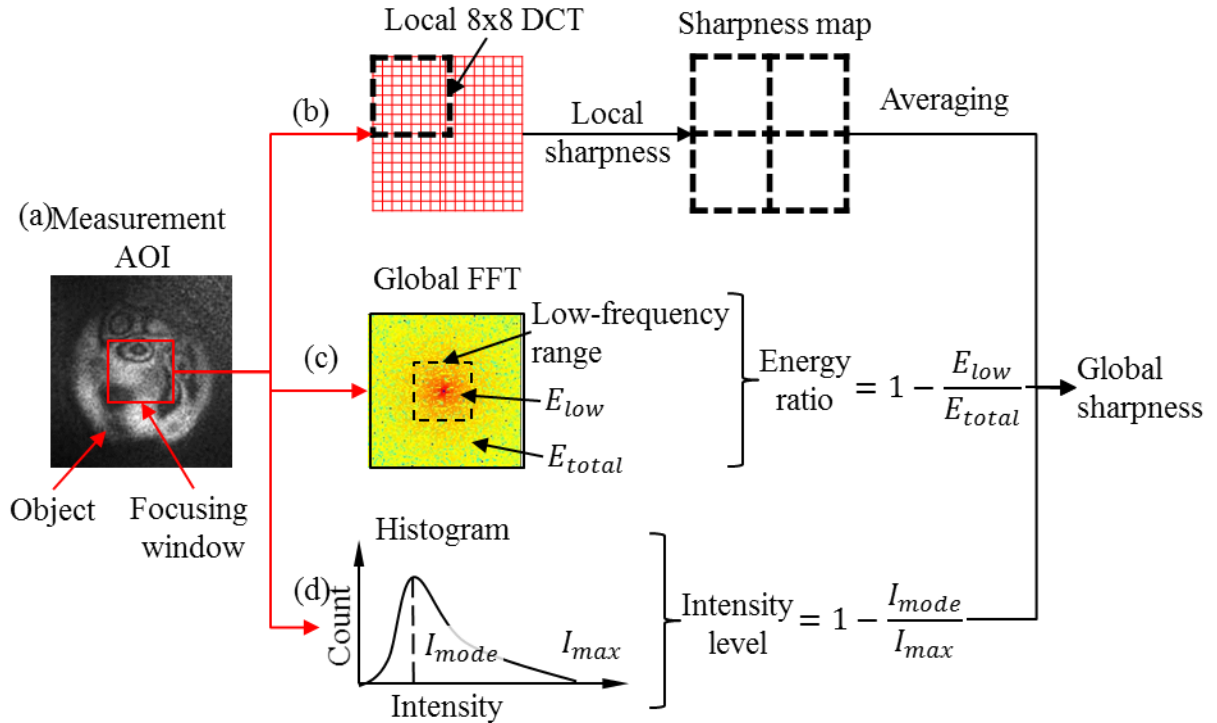 Local 8x8 DCT
Sharpness map
(b)
Local
sharpness
Averaging
(a)
Measurement
AOI
Global FFT
(c)
Low-frequency
range
E_low
E_total
Energy
ratio
= 1 - E_low / E_total
Global
sharpness
Object
Focusing
window
Histogram
(d)
Count
I_mode
I_max
Intensity
Intensity
level
= 1 - I_mode / I_max